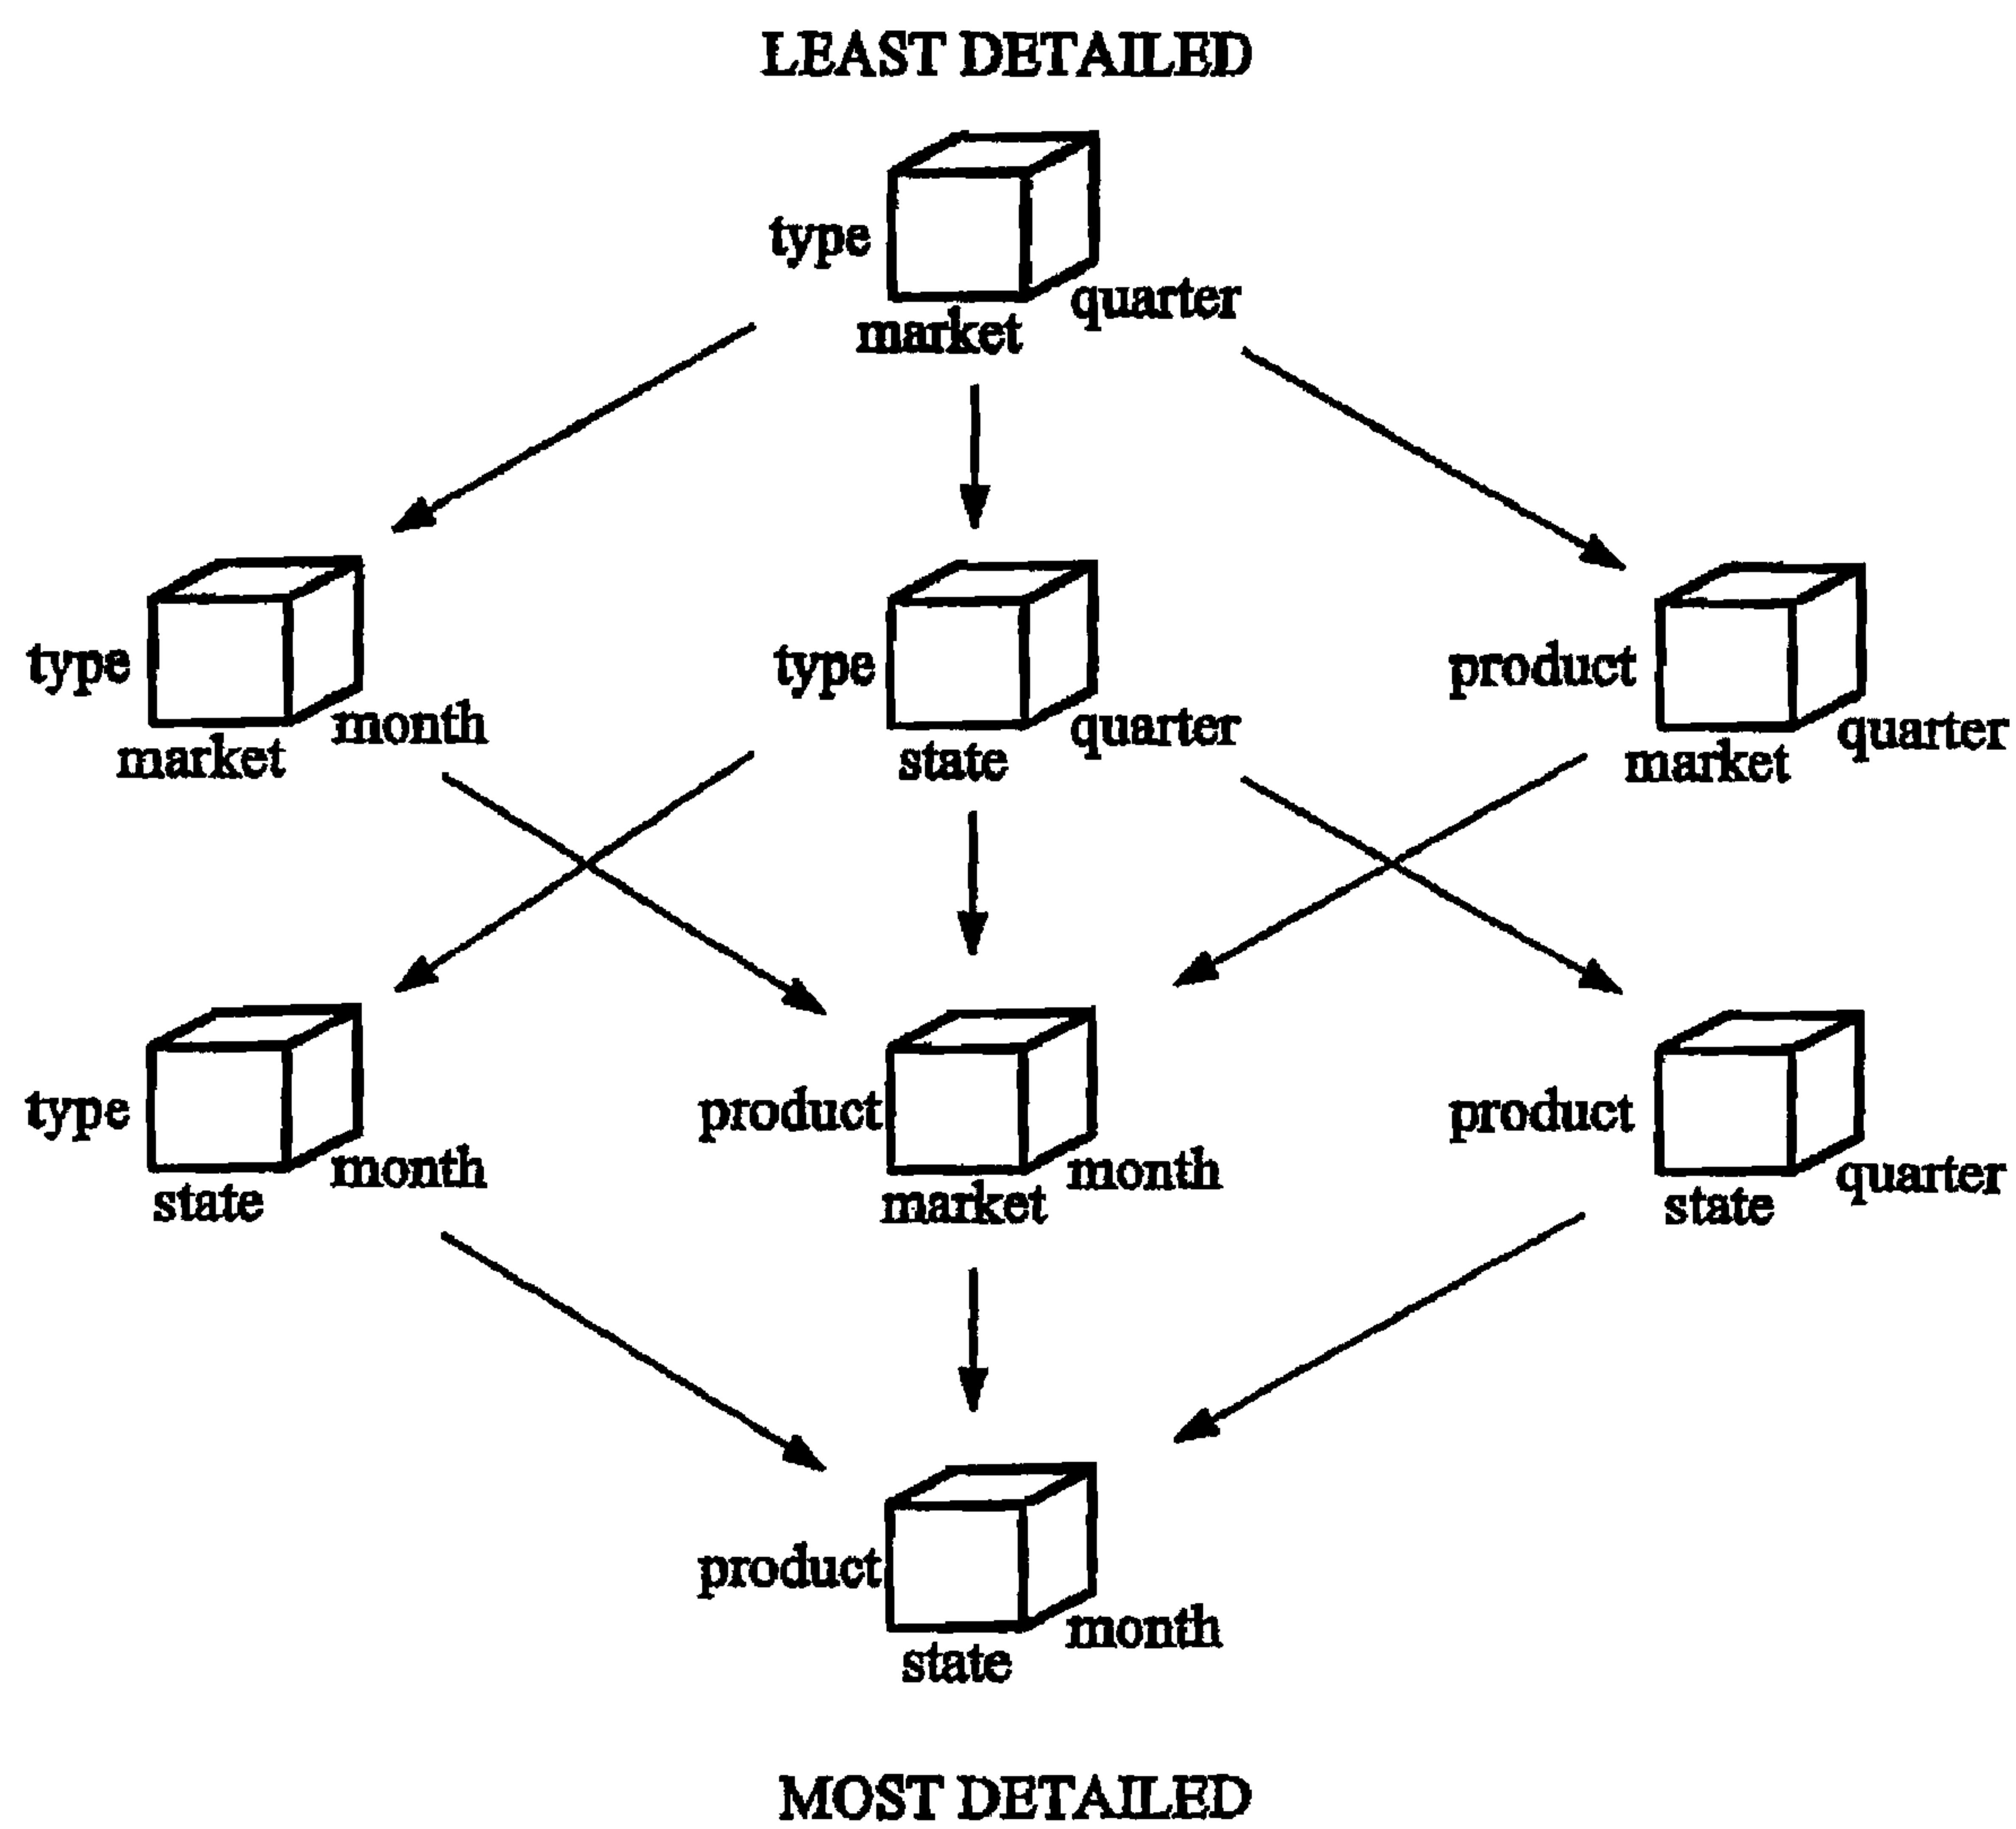 LEAST DETAILED
type
quarter
market
type
month
market
type
quarter
state
product
quarter
market
type
month
state
product
month
market
product
quarter
state
product
month
state
MOST DETAILED